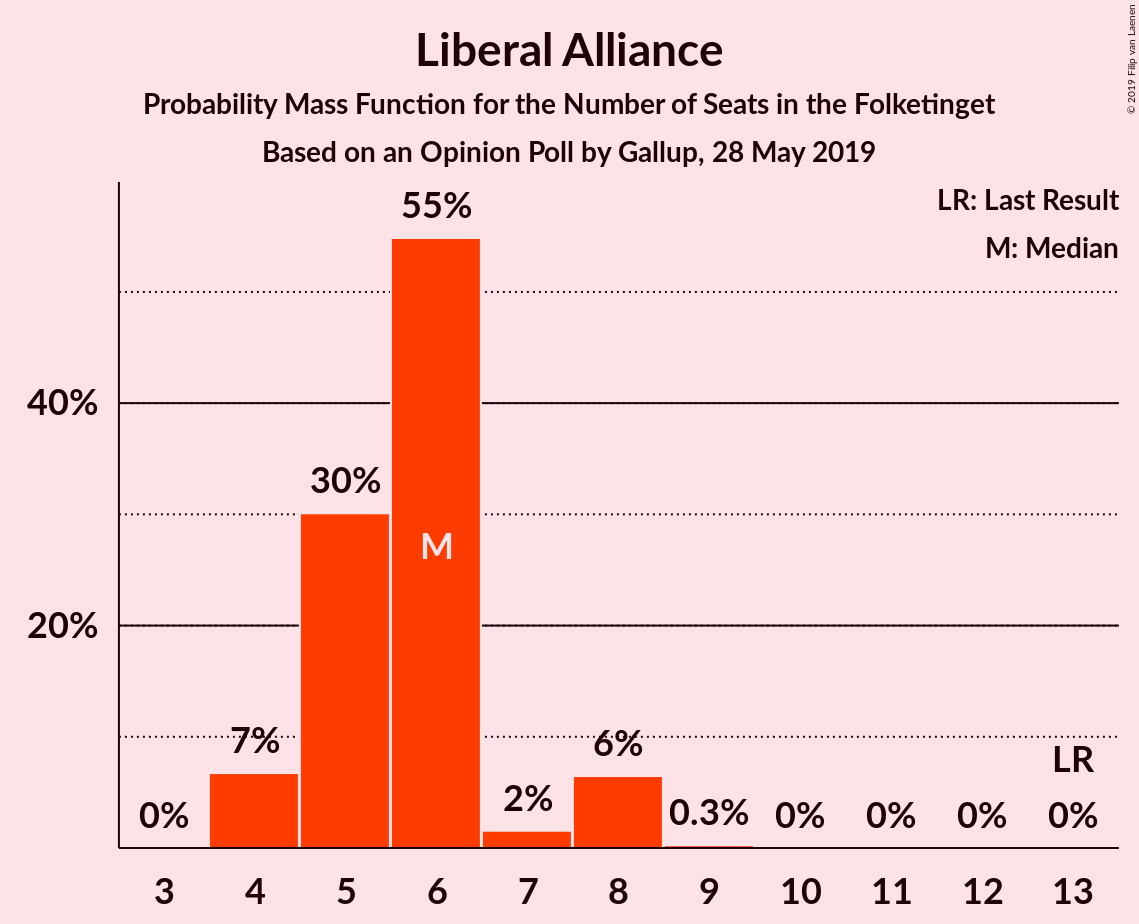 Liberal Alliance
Probability Mass Function for the Number of Seats in the Folketinget
Based on an Opinion Poll by Gallup, 28 May 2019
© 2019 Filip van Laenen
LR: Last Result
M: Median
55%
40%
30%
M
20%
7%
6%
LR
0%
2%
0.3%
0%
0%
0%
0%
3 4 5 6 7 8 9 10 11 12 13